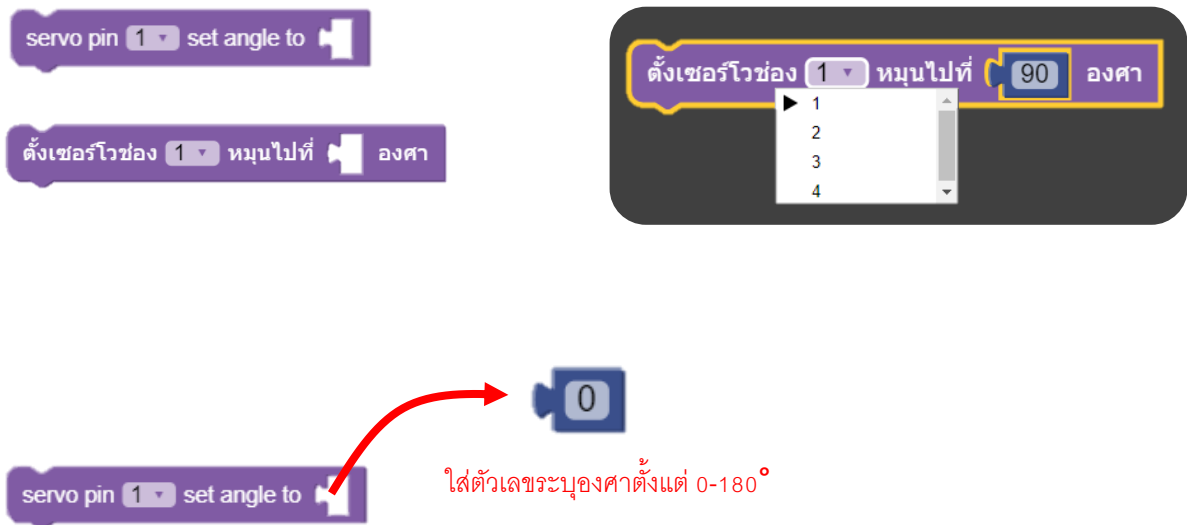 servo pin 1 set angle to
ตั้งเซอร์โวช่อง 1 หมุนไปที่ องศา
ตั้งเซอร์โวช่อง 1 หมุนไปที่ 90 องศา
1
2
3
4
0
servo pin 1 set angle to
ใส่ตัวเลขระบุองศาตั้งแต่ 0-180°